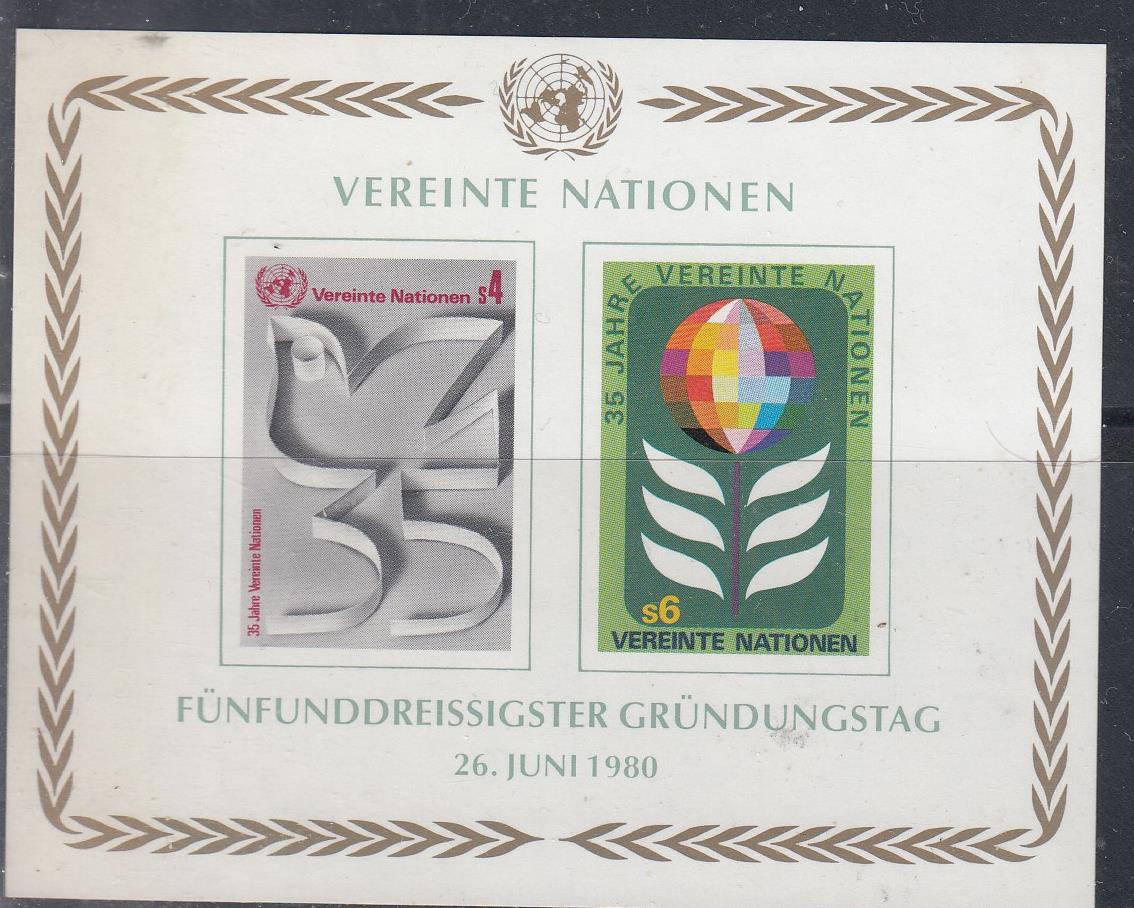 VEREINTE NATIONEN
Vereinte Nationen s4
35 Jahre Vereinte Nationen
35 JAHRE VEREINTE NATIONEN
s6
VEREINTE NATIONEN
FÜNFUNDDREISSIGSTER GRÜNDUNGSTAG
26. JUNI 1980